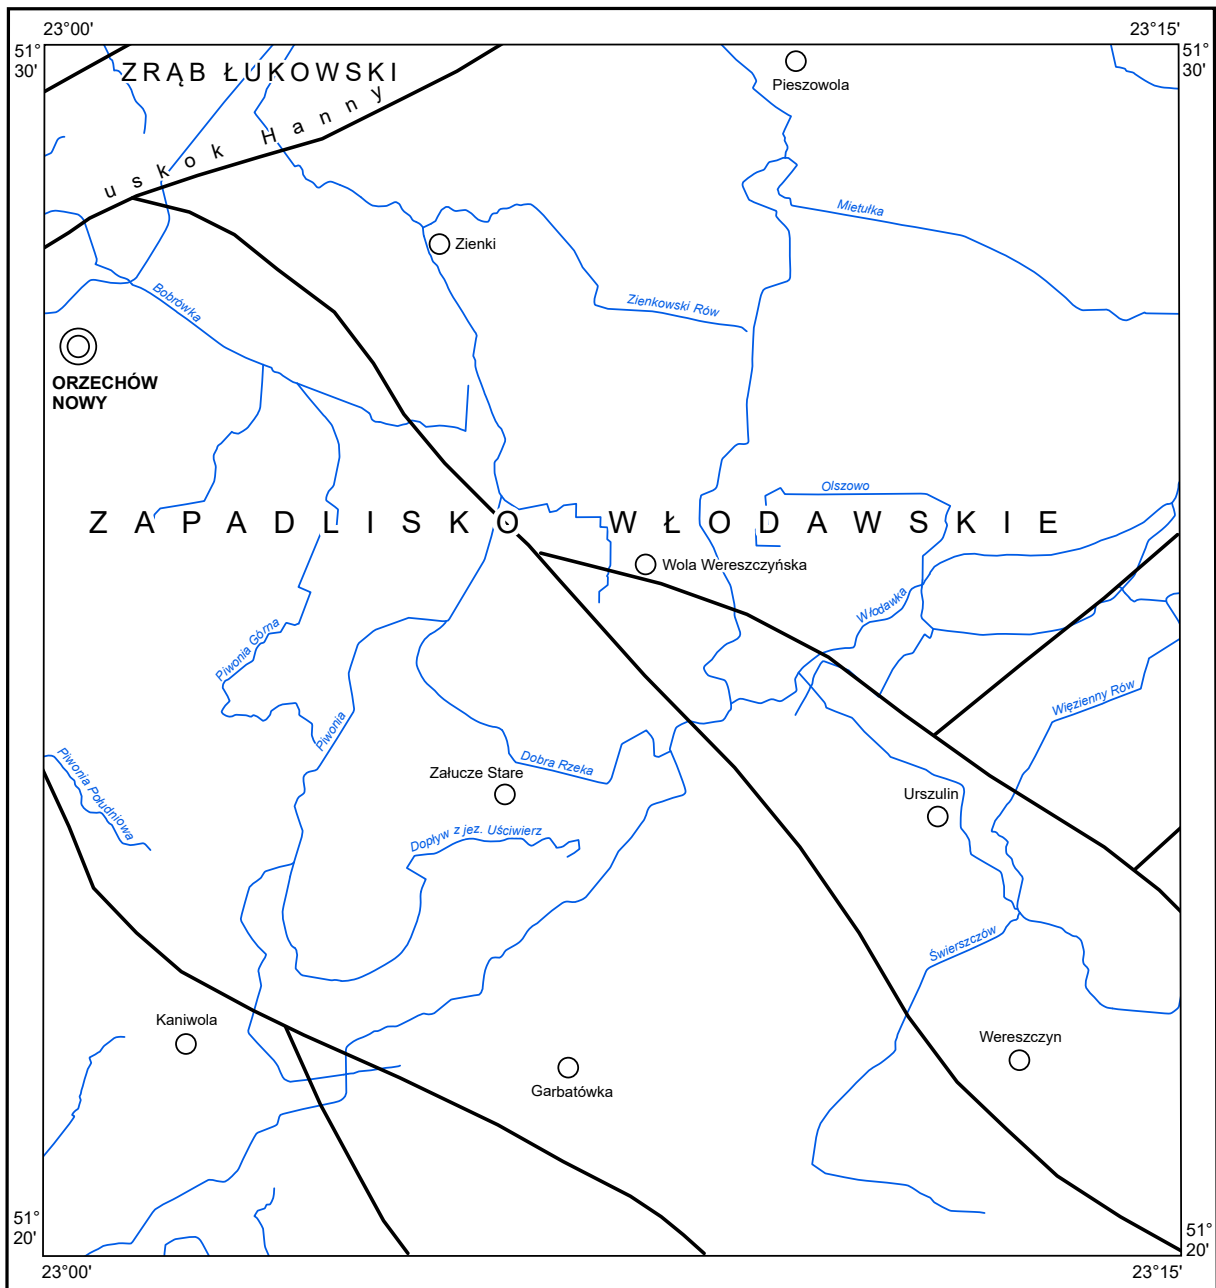 23°00'
23°15'
51°
30'
51°
30'
ZRĄB ŁUKOWSKI
Pieszowola
uskok Hanny
Mietułka
Zienki
Bobrówka
Zienkowski Rów
ORZECHÓW
NOWY
Olszowo
ZAPADLISKO WŁODAWSKIE
Wola Wereszczyńska
Włodawka
Piwonia Górna
Więzienny Rów
Piwonia
Piwonia Południowa
Dobra Rzeka
Załucze Stare
Urszulin
Dopływ z jez. Uściwierz
Świerszczów
Kaniwola
Wereszczyn
Garbatówka
51°
20'
51°
20'
23°00'
23°15'